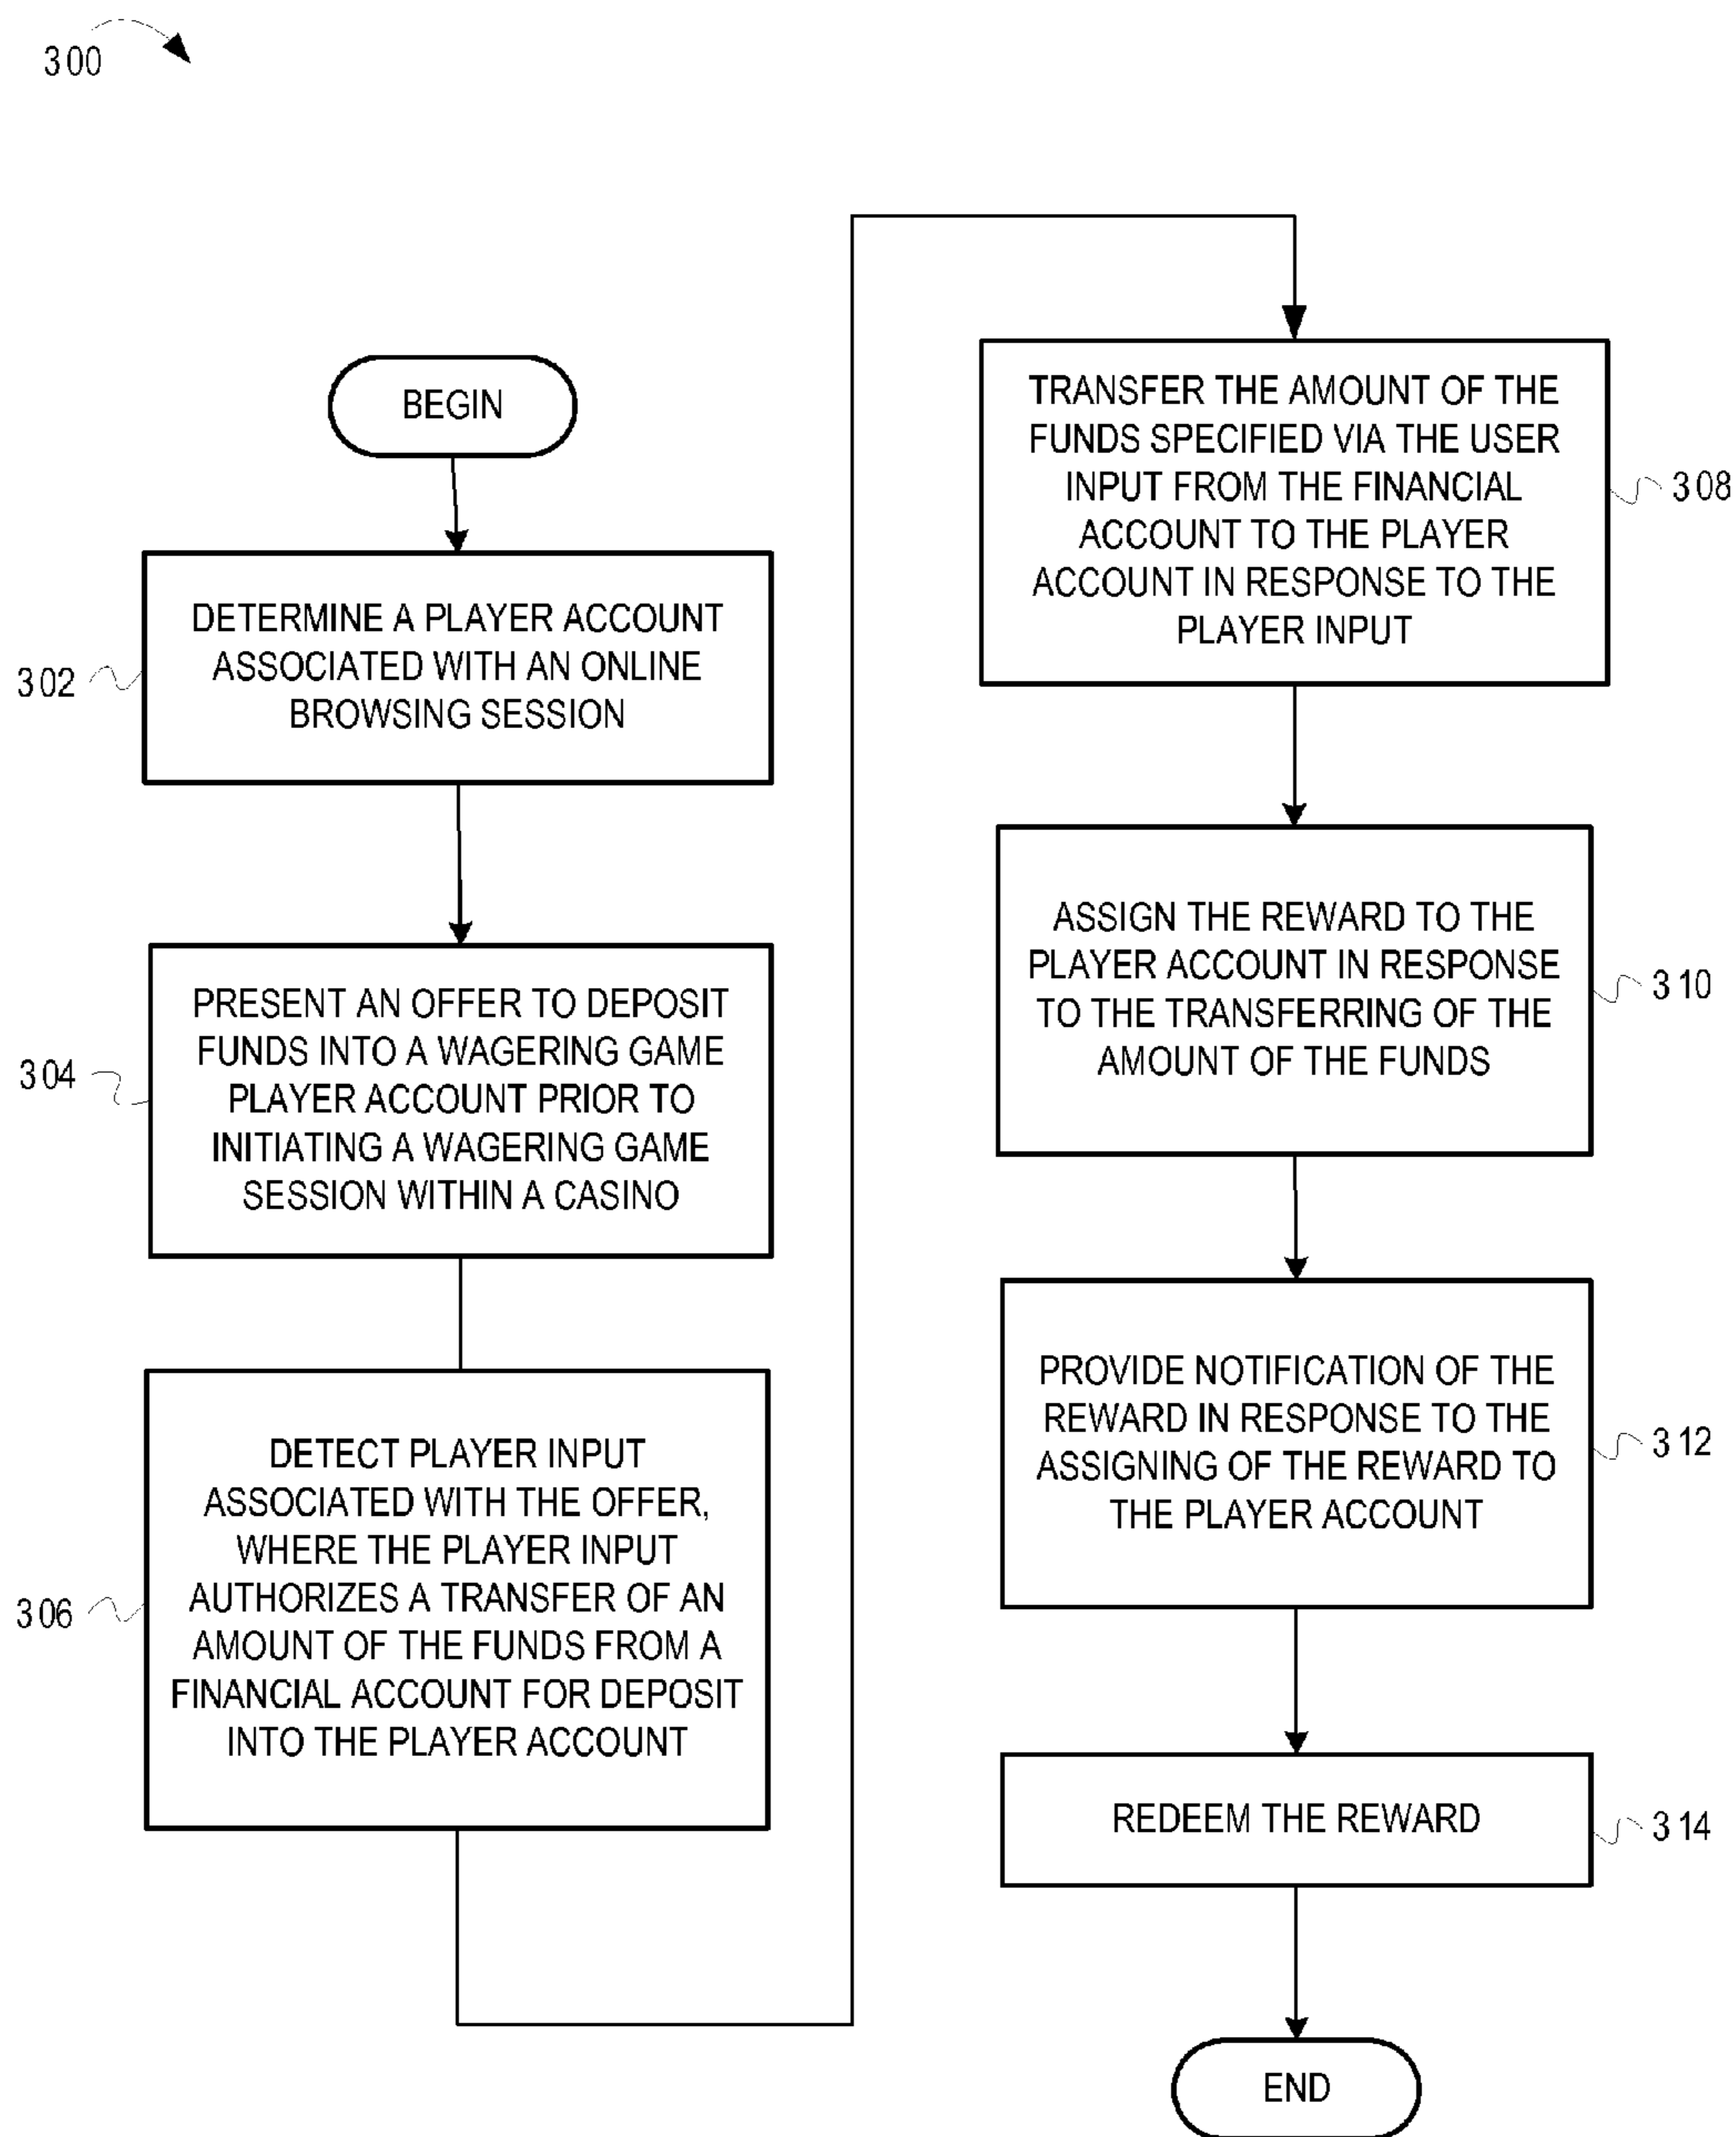 300
BEGIN
302
DETERMINE A PLAYER ACCOUNT
ASSOCIATED WITH AN ONLINE
BROWSING SESSION
304
PRESENT AN OFFER TO DEPOSIT
FUNDS INTO A WAGERING GAME
PLAYER ACCOUNT PRIOR TO
INITIATING A WAGERING GAME
SESSION WITHIN A CASINO
306
DETECT PLAYER INPUT
ASSOCIATED WITH THE OFFER,
WHERE THE PLAYER INPUT
AUTHORIZES A TRANSFER OF AN
AMOUNT OF THE FUNDS FROM A
FINANCIAL ACCOUNT FOR DEPOSIT
INTO THE PLAYER ACCOUNT
TRANSFER THE AMOUNT OF THE
FUNDS SPECIFIED VIA THE USER
INPUT FROM THE FINANCIAL
ACCOUNT TO THE PLAYER
ACCOUNT IN RESPONSE TO THE
PLAYER INPUT
308
ASSIGN THE REWARD TO THE
PLAYER ACCOUNT IN RESPONSE
TO THE TRANSFERRING OF THE
AMOUNT OF THE FUNDS
310
PROVIDE NOTIFICATION OF THE
REWARD IN RESPONSE TO THE
ASSIGNING OF THE REWARD TO
THE PLAYER ACCOUNT
312
REDEEM THE REWARD
314
END